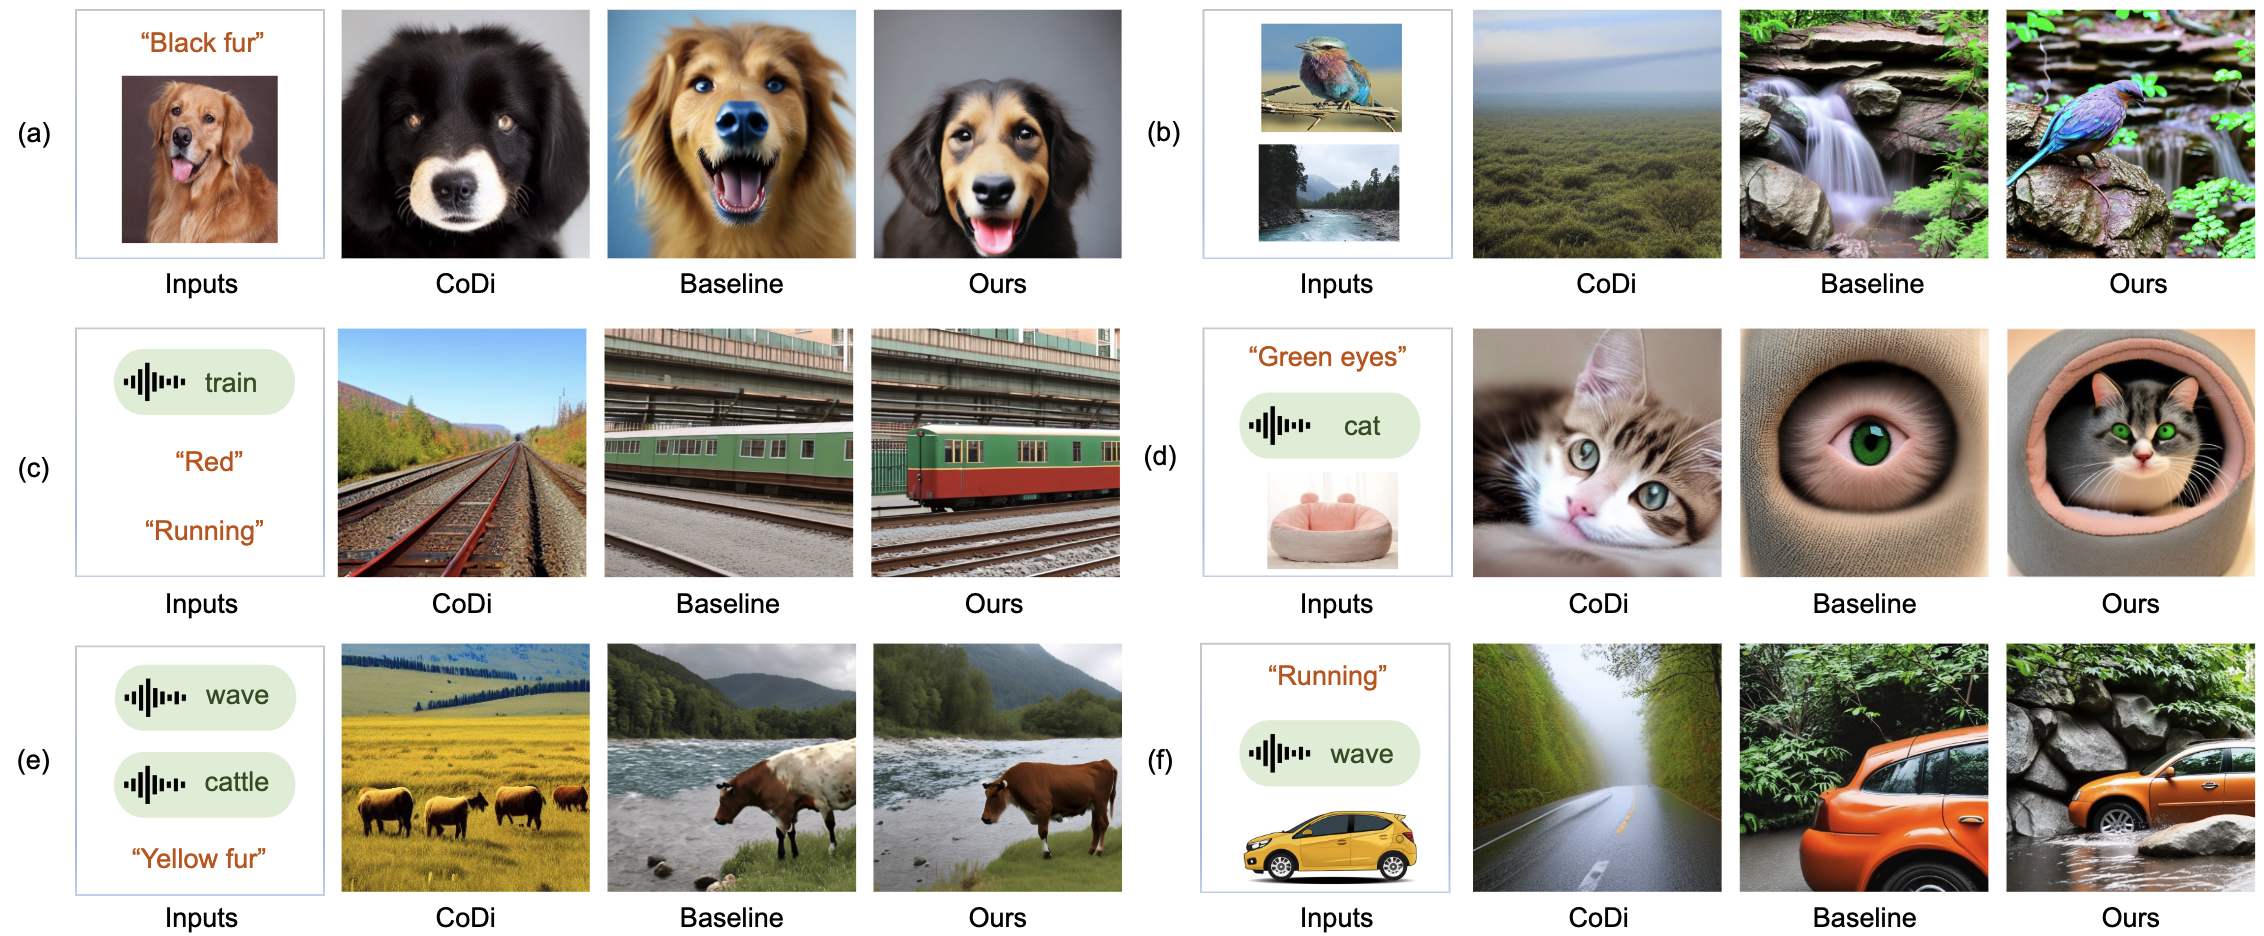 (a)
“Black fur”
Inputs
CoDi
Baseline
Ours
(b)
Inputs
CoDi
Baseline
Ours
(c)
train
“Red”
“Running”
Inputs
CoDi
Baseline
Ours
(d)
“Green eyes”
cat
Inputs
CoDi
Baseline
Ours
(e)
wave
cattle
“Yellow fur”
Inputs
CoDi
Baseline
Ours
(f)
“Running”
wave
Inputs
CoDi
Baseline
Ours